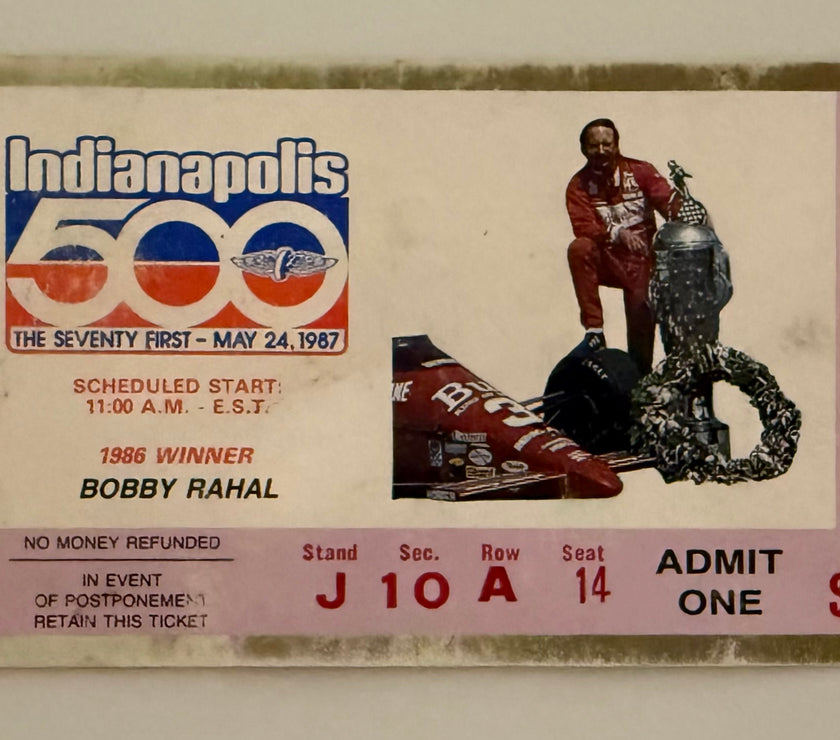 Indianapolis
500
THE SEVENTY FIRST - MAY 24, 1987
SCHEDULED START:
11:00 A.M. - E.S.T.
1986 WINNER
BOBBY RAHAL
3
NO MONEY REFUNDED
IN EVENT
OF POSTPONEMENT
RETAIN THIS TICKET
Stand Sec. Row Seat
J 10 A 14
ADMIT
ONE